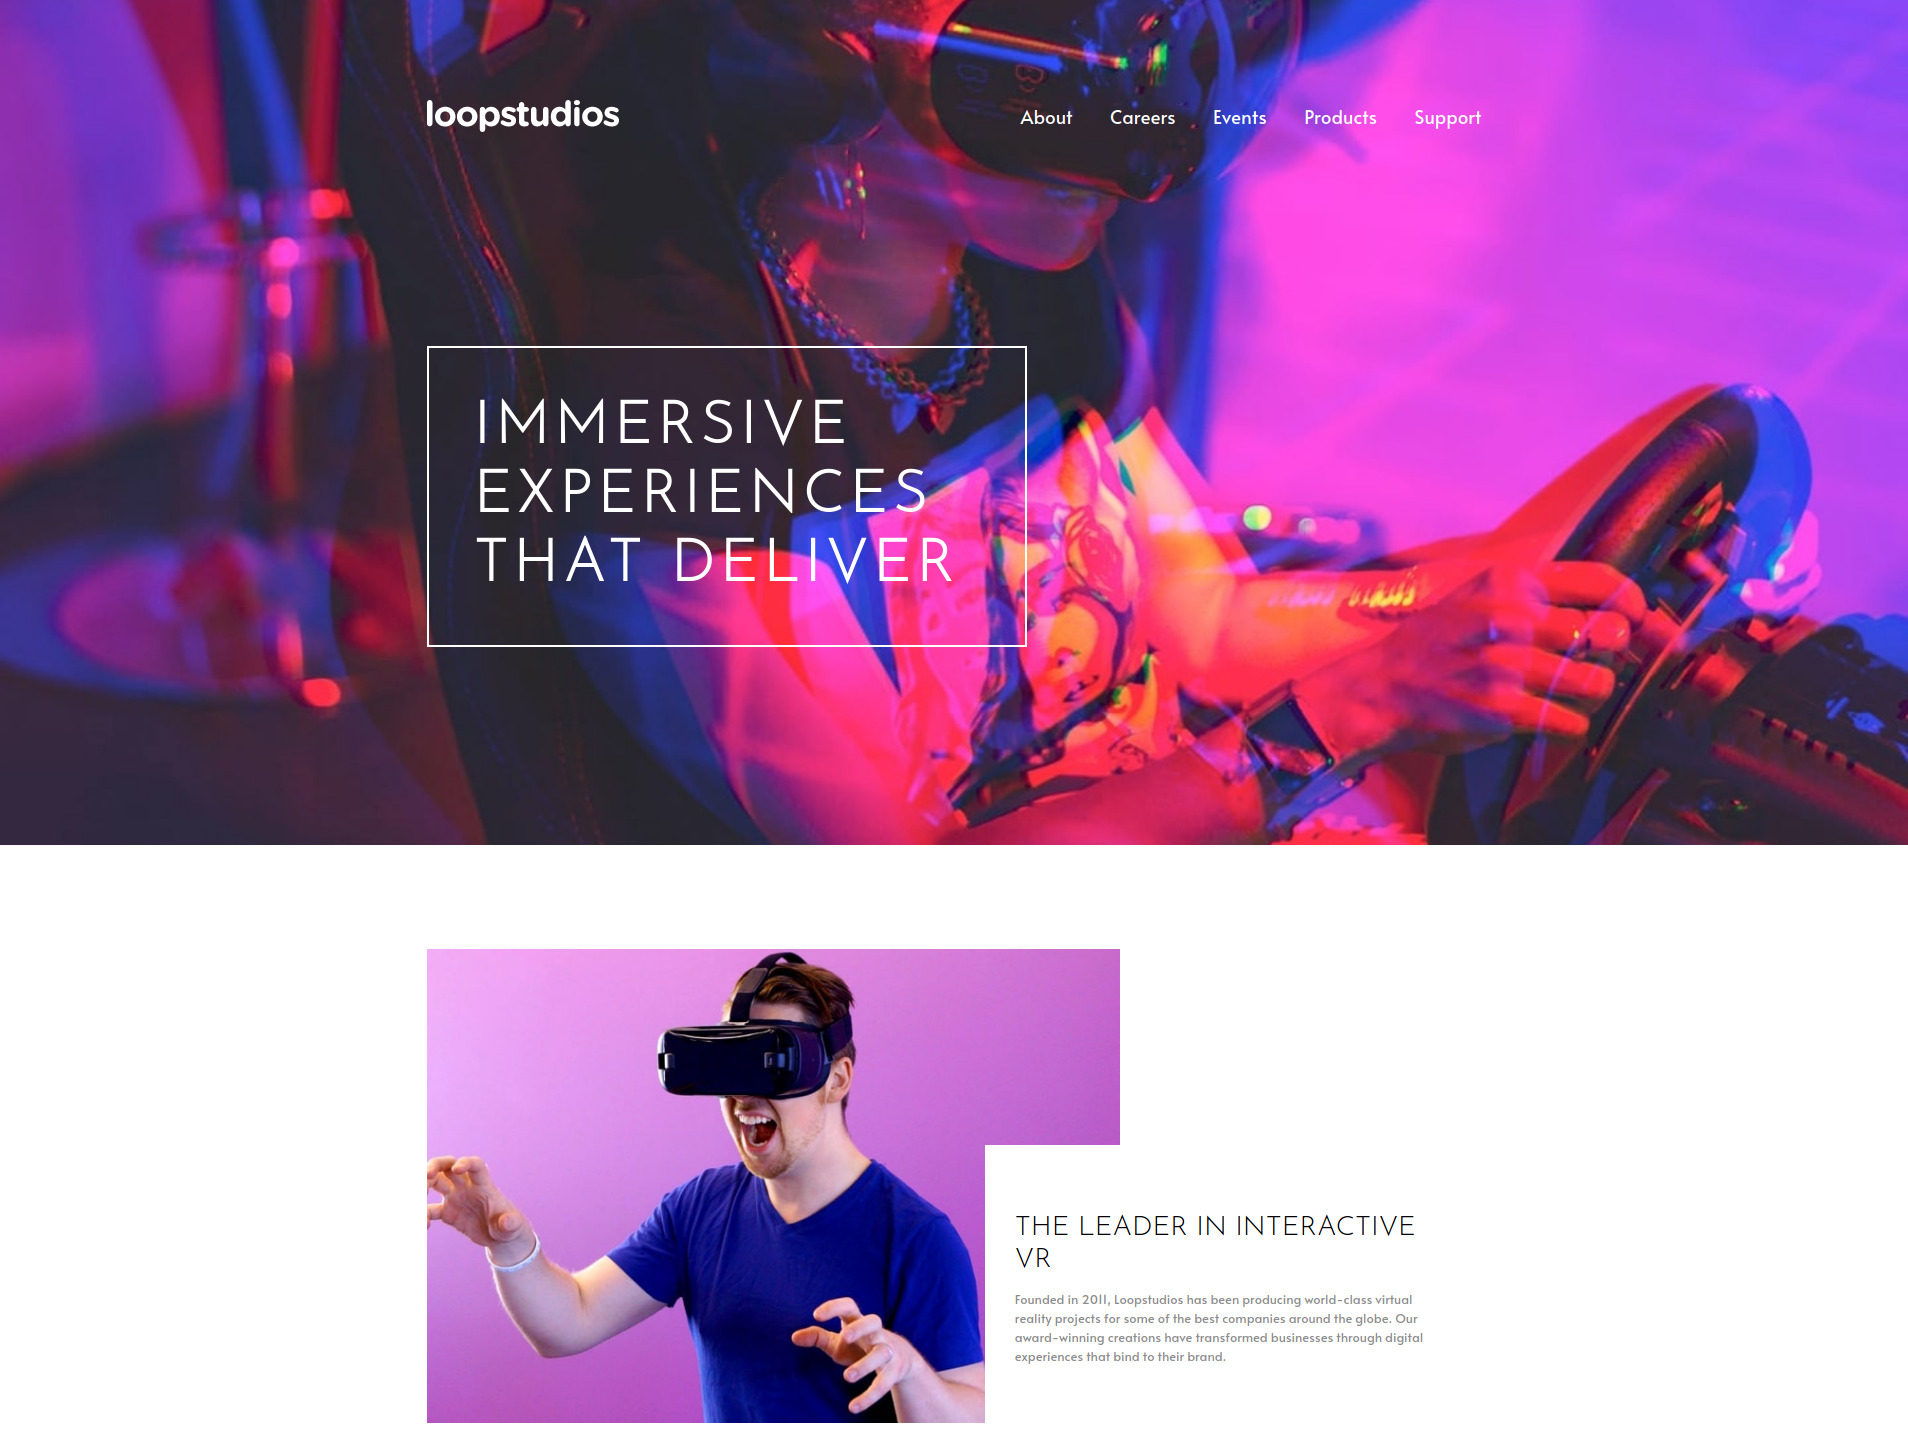 loopstudios
About Careers Events Products Support
IMMERSIVE
EXPERIENCES
THAT DELIVER
THE LEADER IN INTERACTIVE
VR
Founded in 2011, Loopstudios has been producing world-class virtual
reality projects for some of the best companies around the globe. Our
award-winning creations have transformed businesses through digital
experiences that bind to their brand.